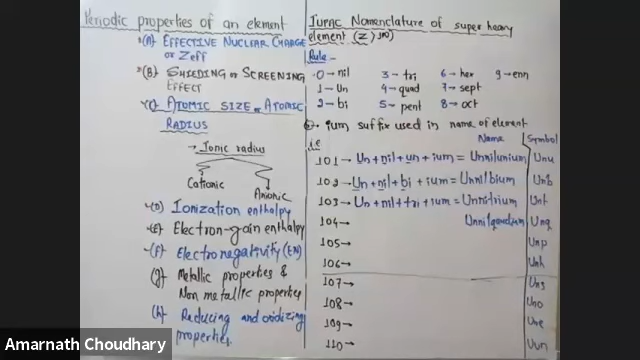 Periodic properties of an element
(A) EFFECTIVE NUCLEAR CHARGE
or Zeff
(B) SHIELDING or SCREENING
EFFECT
(C) ATOMIC SIZE or ATOMIC
RADIUS
Ionic radius
Cationic
Anionic
(D) Ionization enthalpy
(E) Electron-gain enthalpy
(F) Electronegativity (EN)
(g) Metallic properties &
Non metallic properties
(h) Reducing and oxidizing
properties
IUPAC Nomenclature of super heavy
element (Z>100)
Rule
0 - nil 3 - tri 6 - hex 9 - enn
1 - Un 4 - quad 7 - sept
2 - bi 5 - pent 8 - oct
ium suffix used in name of element
i.e Name Symbol
101 → Un + nil + un + ium = Unnilunium Unu
102 → Un + nil + bi + ium = Unnilbium Unb
103 → Un + nil + tri + ium = Unniltrium Unt
104 → Unq
105 → Unp
106 → Unh
107 → Uns
108 → Uno
109 → Une
110 → Uun
Amarnath Choudhary